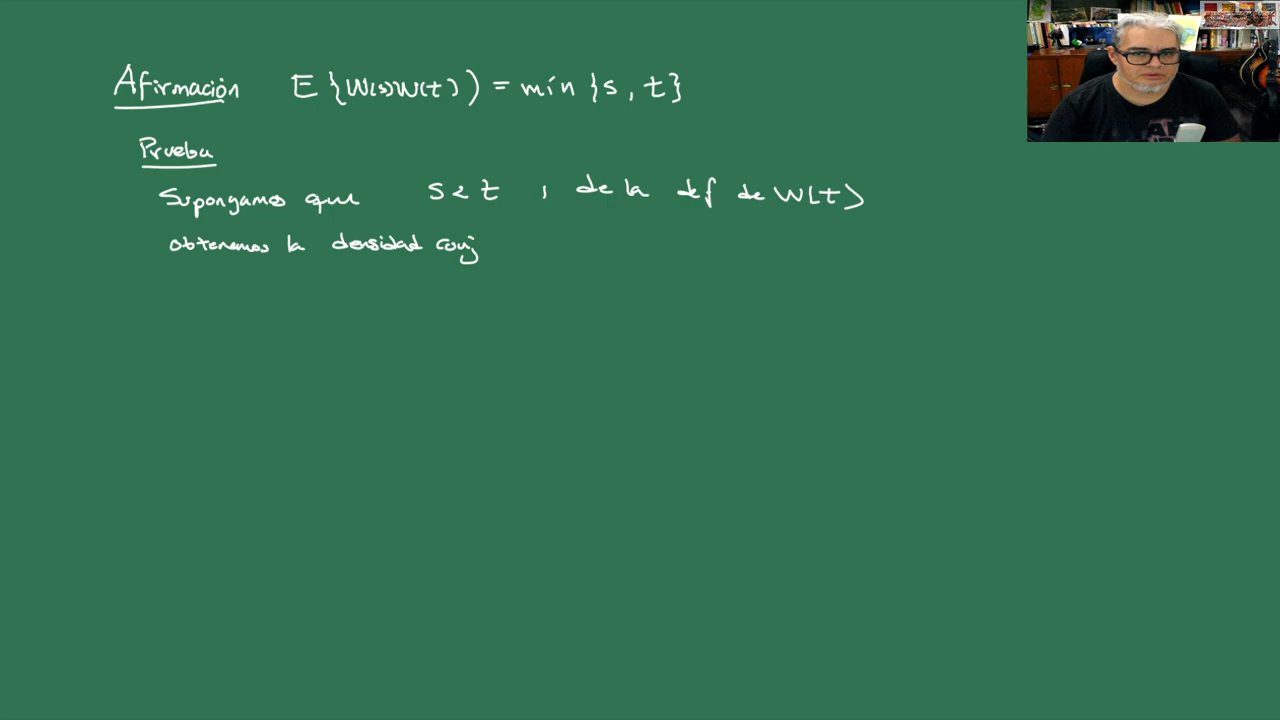 Afirmación E {W(s)W(t)) = mín {s, t}
Prueba
Supongamos que s < t , de la def de W(t)
obtenemos la densidad conj